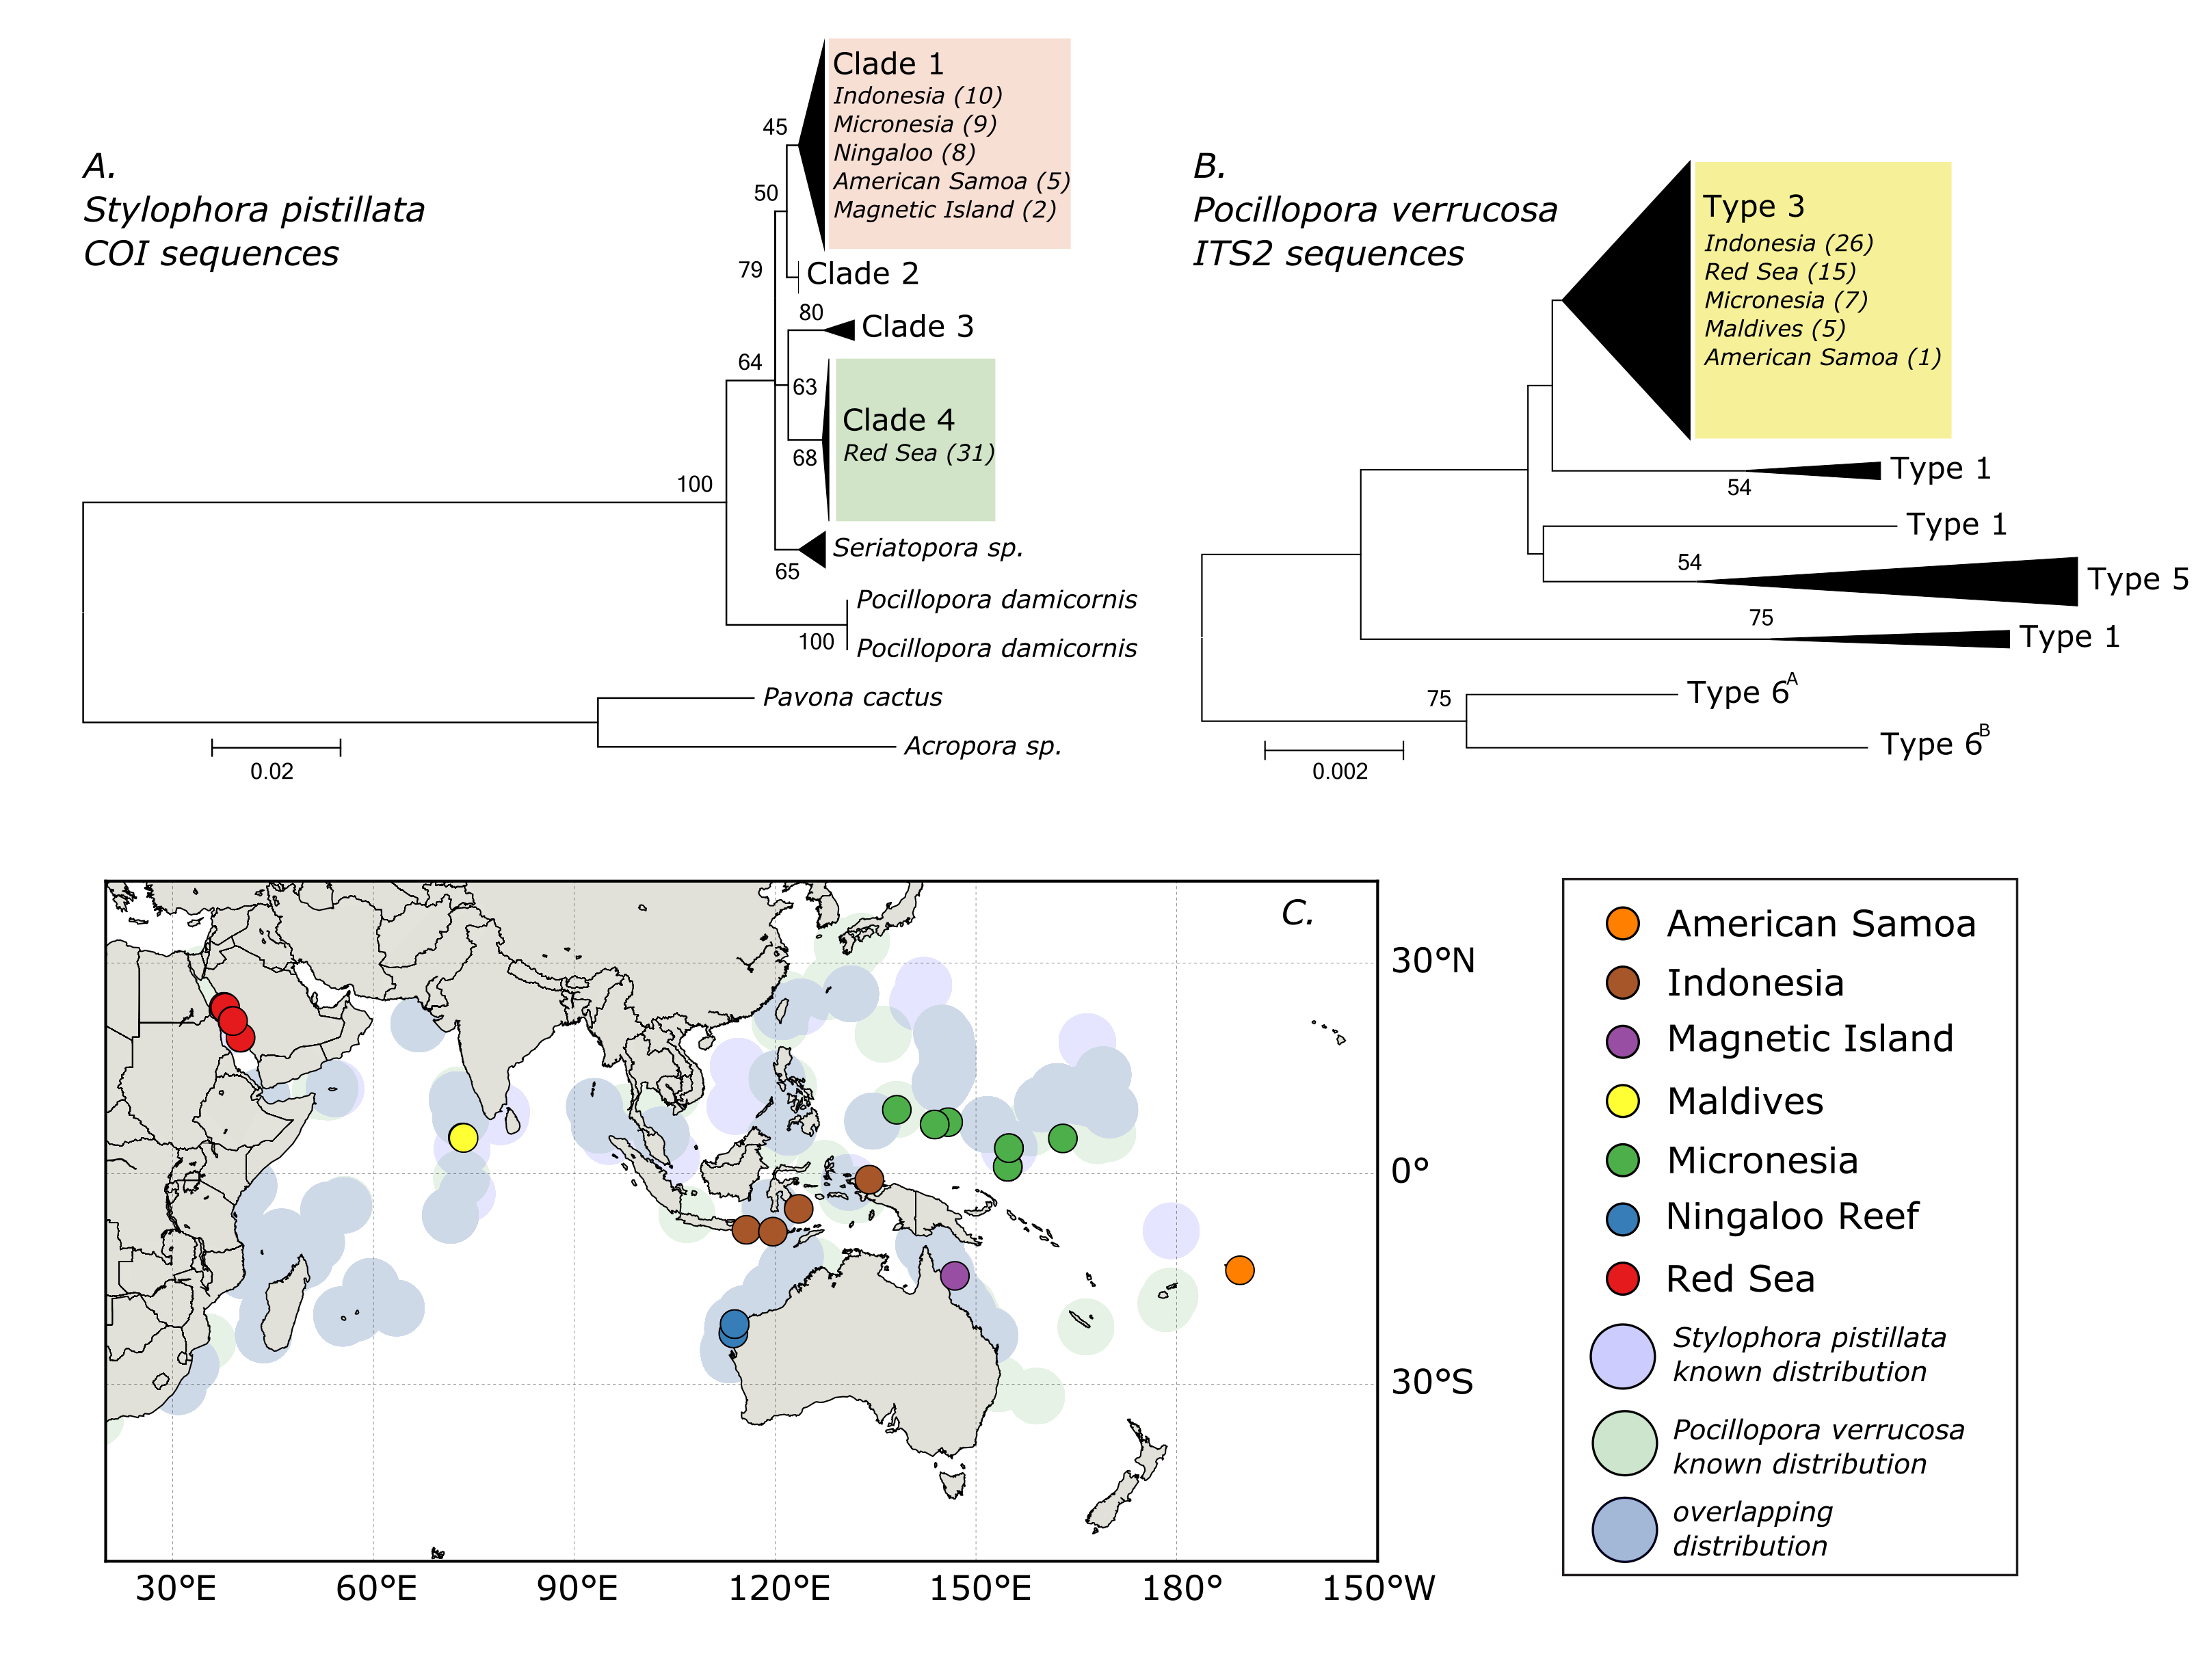 A.
Stylophora pistillata
COI sequences
Clade 1
Indonesia (10)
Micronesia (9)
Ningaloo (8)
American Samoa (5)
Magnetic Island (2)
45
50
79
Clade 2
80
Clade 3
64
63
Clade 4
Red Sea (31)
68
100
Seriatopora sp.
65
Pocillopora damicornis
100
Pocillopora damicornis
Pavona cactus
Acropora sp.
0.02
B.
Pocillopora verrucosa
ITS2 sequences
Type 3
Indonesia (26)
Red Sea (15)
Micronesia (7)
Maldives (5)
American Samoa (1)
Type 1
54
Type 1
54
Type 5
75
Type 1
75
Type 6A
Type 6B
0.002
C.
30°N
0°
30°S
30°E
60°E
90°E
120°E
150°E
180°
150°W
American Samoa
Indonesia
Magnetic Island
Maldives
Micronesia
Ningaloo Reef
Red Sea
Stylophora pistillata
known distribution
Pocillopora verrucosa
known distribution
overlapping
distribution